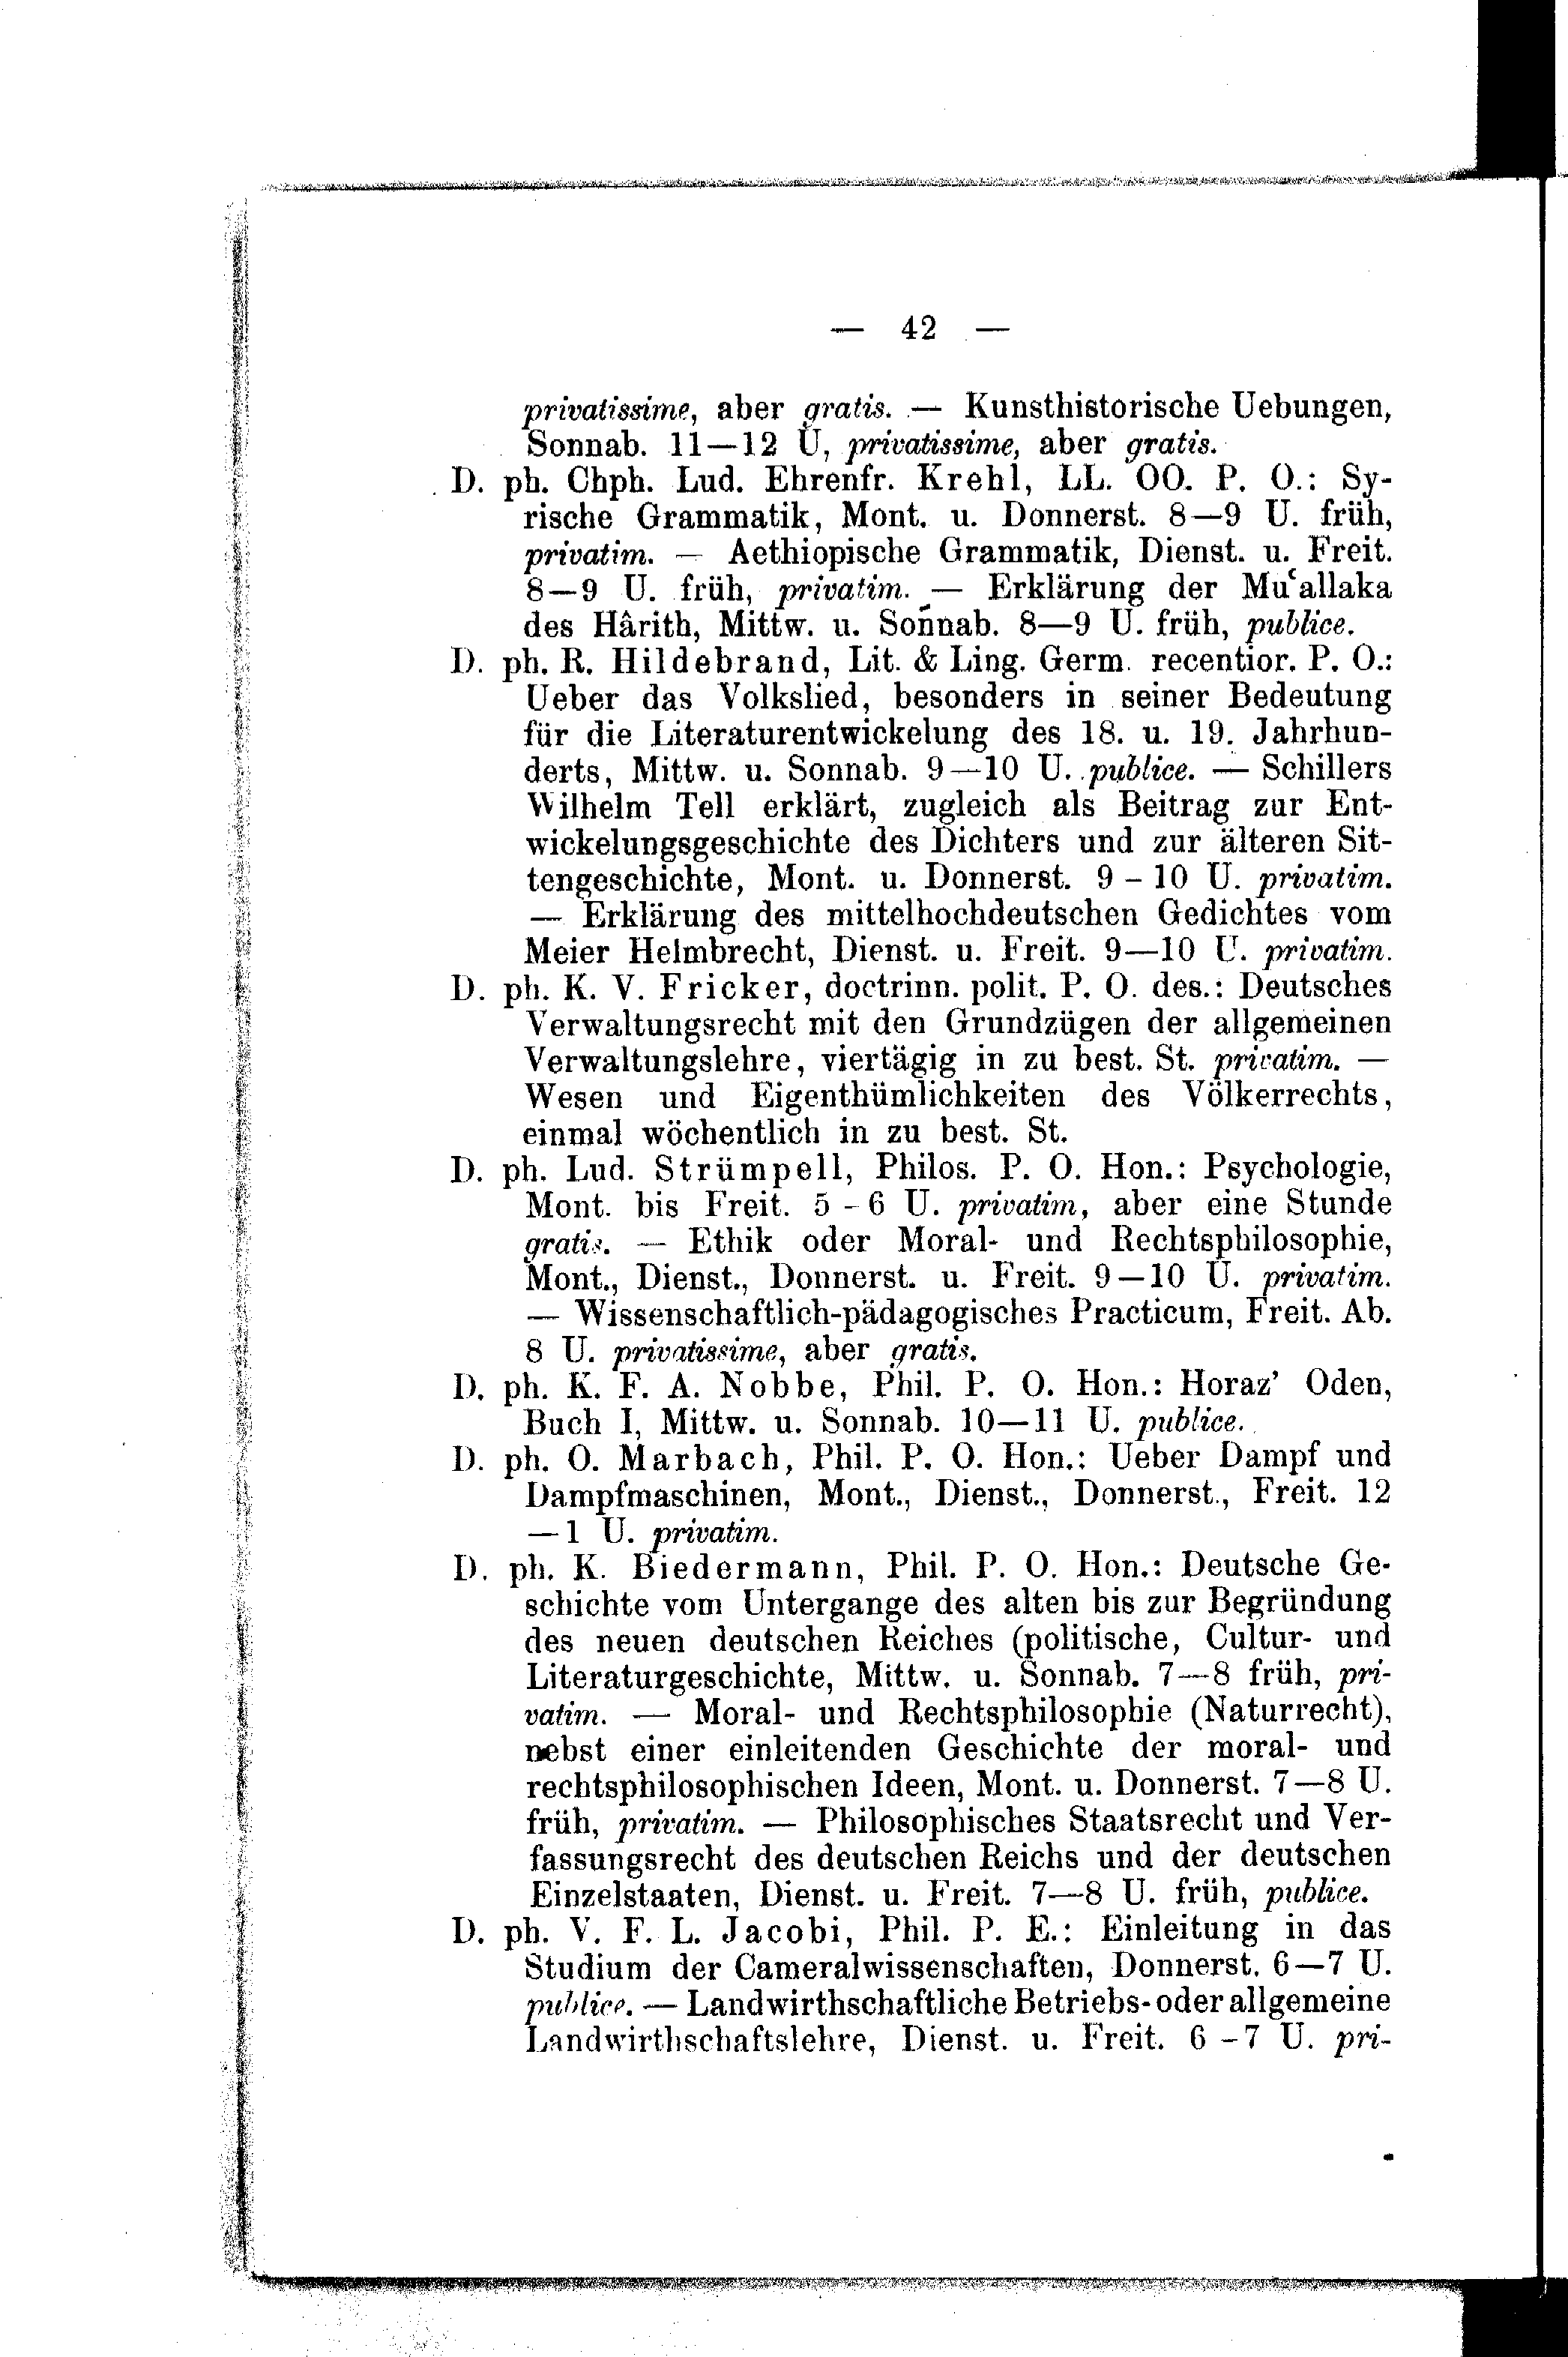 — 42 —
privatissime, aber gratis. — Kunsthistorische Uebungen,
Sonnab. 11—12 U, privatissime, aber gratis.
D. ph. Chph. Lud. Ehrenfr. Krehl, LL. OO. P. O.: Sy-
rische Grammatik, Mont. u. Donnerst. 8—9 U. früh,
privatim. — Aethiopische Grammatik, Dienst. u. Freit.
8—9 U. früh, privatim. — Erklärung der Muʿallaka
des Hârith, Mittw. u. Sonnab. 8—9 U. früh, publice.
D. ph. R. Hildebrand, Lit. & Ling. Germ. recentior. P. O.:
Ueber das Volkslied, besonders in seiner Bedeutung
für die Literaturentwickelung des 18. u. 19. Jahrhun-
derts, Mittw. u. Sonnab. 9—10 U. publice. — Schillers
Wilhelm Tell erklärt, zugleich als Beitrag zur Ent-
wickelungsgeschichte des Dichters und zur älteren Sit-
tengeschichte, Mont. u. Donnerst. 9 – 10 U. privatim.
— Erklärung des mittelhochdeutschen Gedichtes vom
Meier Helmbrecht, Dienst. u. Freit. 9—10 U. privatim.
D. ph. K. V. Fricker, doctrinn. polit. P. O. des.: Deutsches
Verwaltungsrecht mit den Grundzügen der allgemeinen
Verwaltungslehre, viertägig in zu best. St. privatim. —
Wesen und Eigenthümlichkeiten des Völkerrechts,
einmal wöchentlich in zu best. St.
D. ph. Lud. Strümpell, Philos. P. O. Hon.: Psychologie,
Mont. bis Freit. 5 – 6 U. privatim, aber eine Stunde
gratis. — Ethik oder Moral- und Rechtsphilosophie,
Mont., Dienst., Donnerst. u. Freit. 9—10 U. privatim.
— Wissenschaftlich-pädagogisches Practicum, Freit. Ab.
8 U. privatissime, aber gratis.
D. ph. K. F. A. Nobbe, Phil. P. O. Hon.: Horaz' Oden,
Buch I, Mittw. u. Sonnab. 10—11 U. publice.
D. ph. O. Marbach, Phil. P. O. Hon.: Ueber Dampf und
Dampfmaschinen, Mont., Dienst., Donnerst., Freit. 12
—1 U. privatim.
D. ph. K. Biedermann, Phil. P. O. Hon.: Deutsche Ge-
schichte vom Untergange des alten bis zur Begründung
des neuen deutschen Reiches (politische, Cultur- und
Literaturgeschichte, Mittw. u. Sonnab. 7—8 früh, pri-
vatim. — Moral- und Rechtsphilosophie (Naturrecht),
nebst einer einleitenden Geschichte der moral- und
rechtsphilosophischen Ideen, Mont. u. Donnerst. 7—8 U.
früh, privatim. — Philosophisches Staatsrecht und Ver-
fassungsrecht des deutschen Reichs und der deutschen
Einzelstaaten, Dienst. u. Freit. 7—8 U. früh, publice.
D. ph. V. F. L. Jacobi, Phil. P. E.: Einleitung in das
Studium der Cameralwissenschaften, Donnerst. 6—7 U.
publice. — Landwirthschaftliche Betriebs- oder allgemeine
Landwirthschaftslehre, Dienst. u. Freit. 6 – 7 U. pri-